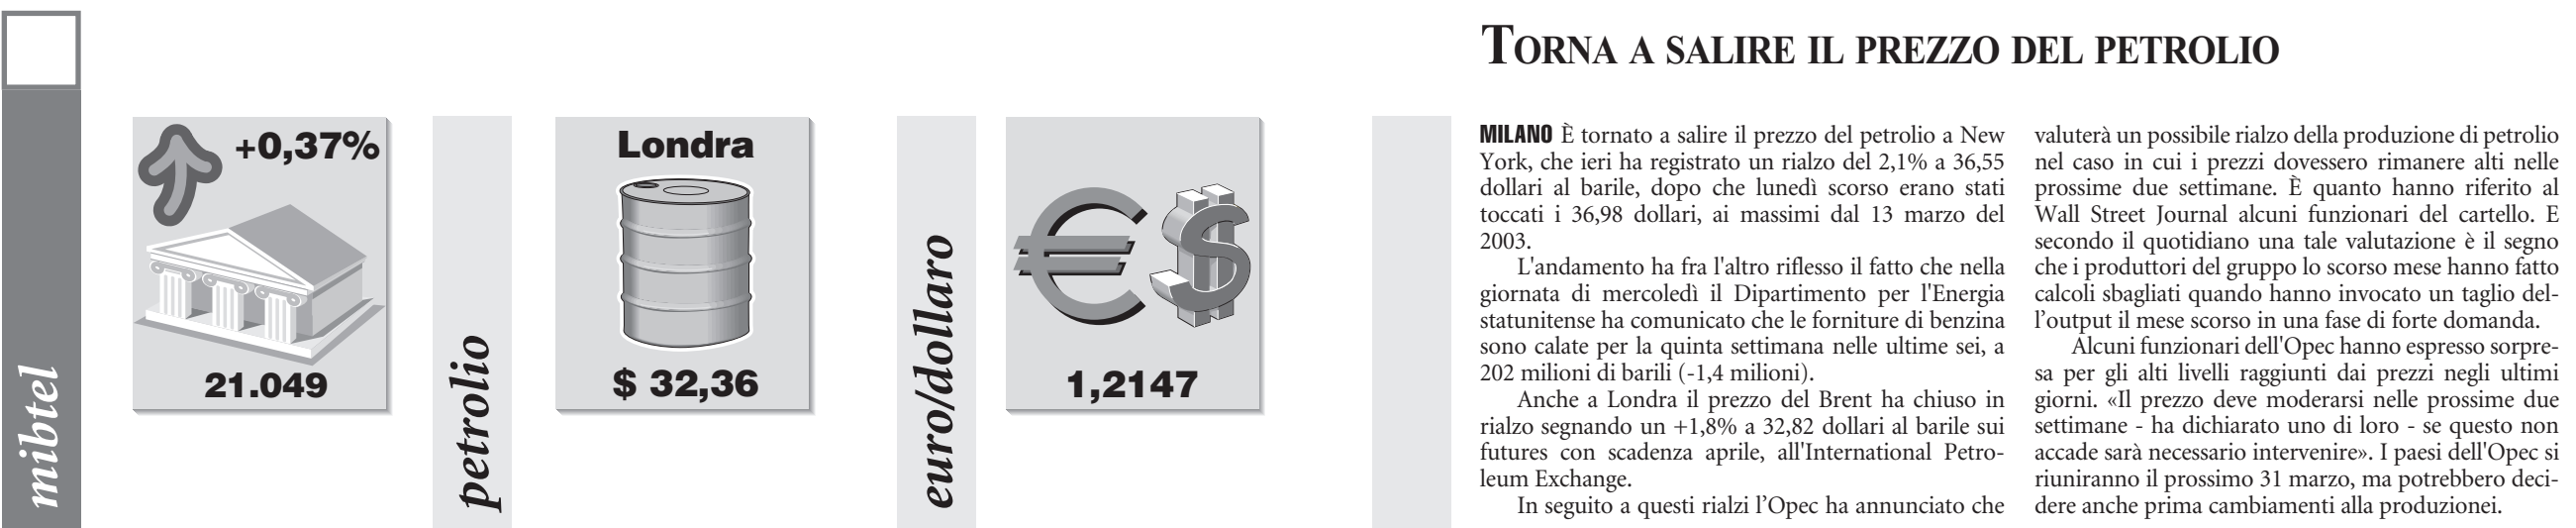 mibtel
+0,37%
21.049
petrolio
Londra
$ 32,36
euro/dollaro
1,2147
TORNA A SALIRE IL PREZZO DEL PETROLIO
MILANO È tornato a salire il prezzo del petrolio a New
York, che ieri ha registrato un rialzo del 2,1% a 36,55
dollari al barile, dopo che lunedì scorso erano stati
toccati i 36,98 dollari, ai massimi dal 13 marzo del
2003.
L'andamento ha fra l'altro riflesso il fatto che nella
giornata di mercoledì il Dipartimento per l'Energia
statunitense ha comunicato che le forniture di benzina
sono calate per la quinta settimana nelle ultime sei, a
202 milioni di barili (-1,4 milioni).
Anche a Londra il prezzo del Brent ha chiuso in
rialzo segnando un +1,8% a 32,82 dollari al barile sui
futures con scadenza aprile, all'International Petro-
leum Exchange.
In seguito a questi rialzi l’Opec ha annunciato che
valuterà un possibile rialzo della produzione di petrolio
nel caso in cui i prezzi dovessero rimanere alti nelle
prossime due settimane. È quanto hanno riferito al
Wall Street Journal alcuni funzionari del cartello. E
secondo il quotidiano una tale valutazione è il segno
che i produttori del gruppo lo scorso mese hanno fatto
calcoli sbagliati quando hanno invocato un taglio del-
l’output il mese scorso in una fase di forte domanda.
Alcuni funzionari dell'Opec hanno espresso sorpre-
sa per gli alti livelli raggiunti dai prezzi negli ultimi
giorni. «Il prezzo deve moderarsi nelle prossime due
settimane - ha dichiarato uno di loro - se questo non
accade sarà necessario intervenire». I paesi dell'Opec si
riuniranno il prossimo 31 marzo, ma potrebbero deci-
dere anche prima cambiamenti alla produzionei.